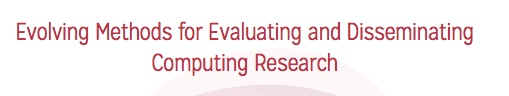 Evolving Methods for Evaluating and Disseminating
Computing Research